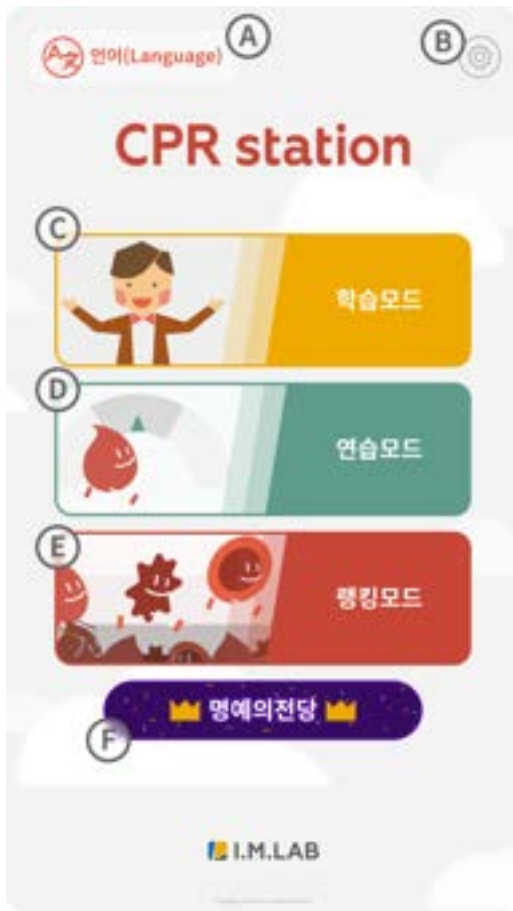 언어(Language)
A
B
CPR station
C
학습모드
D
연습모드
E
랭킹모드
명예의전당
F
I.M.LAB